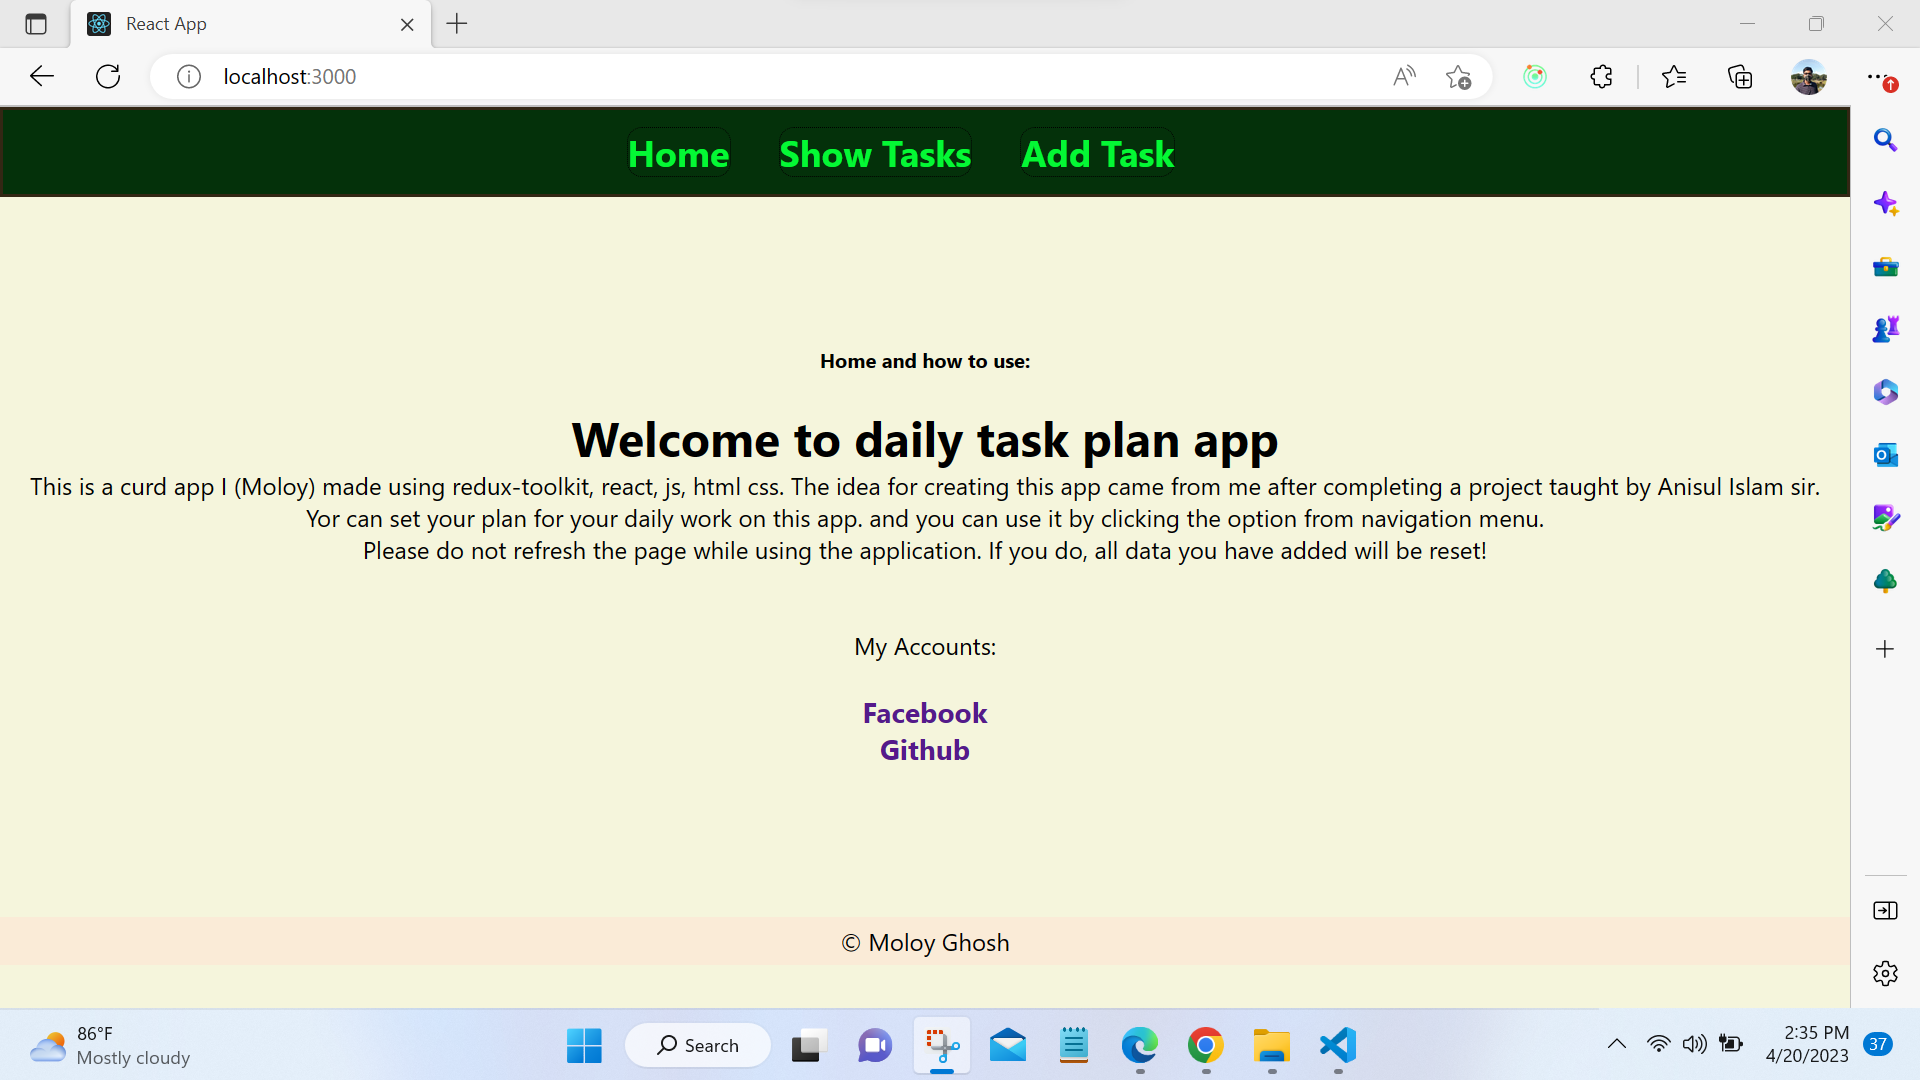 React App
localhost:3000
Home Show Tasks Add Task
Home and how to use:
Welcome to daily task plan app
This is a curd app I (Moloy) made using redux-toolkit, react, js, html css. The idea for creating this app came from me after completing a project taught by Anisul Islam sir.
Yor can set your plan for your daily work on this app. and you can use it by clicking the option from navigation menu.
Please do not refresh the page while using the application. If you do, all data you have added will be reset!
My Accounts:
Facebook
Github
© Moloy Ghosh
86°F
Mostly cloudy
Search
2:35 PM
4/20/2023
37